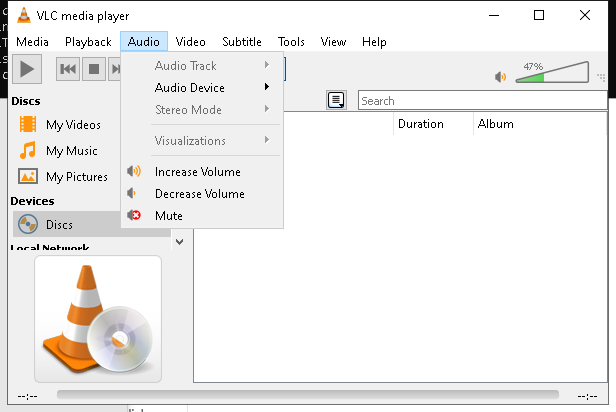 VLC media player
Media Playback Audio Video Subtitle Tools View Help
Audio Track
Audio Device
Stereo Mode
Visualizations
Increase Volume
Decrease Volume
Mute
47%
Search
Duration Album
Discs
My Videos
My Music
My Pictures
Devices
Discs
Local Network
--:-- --:--